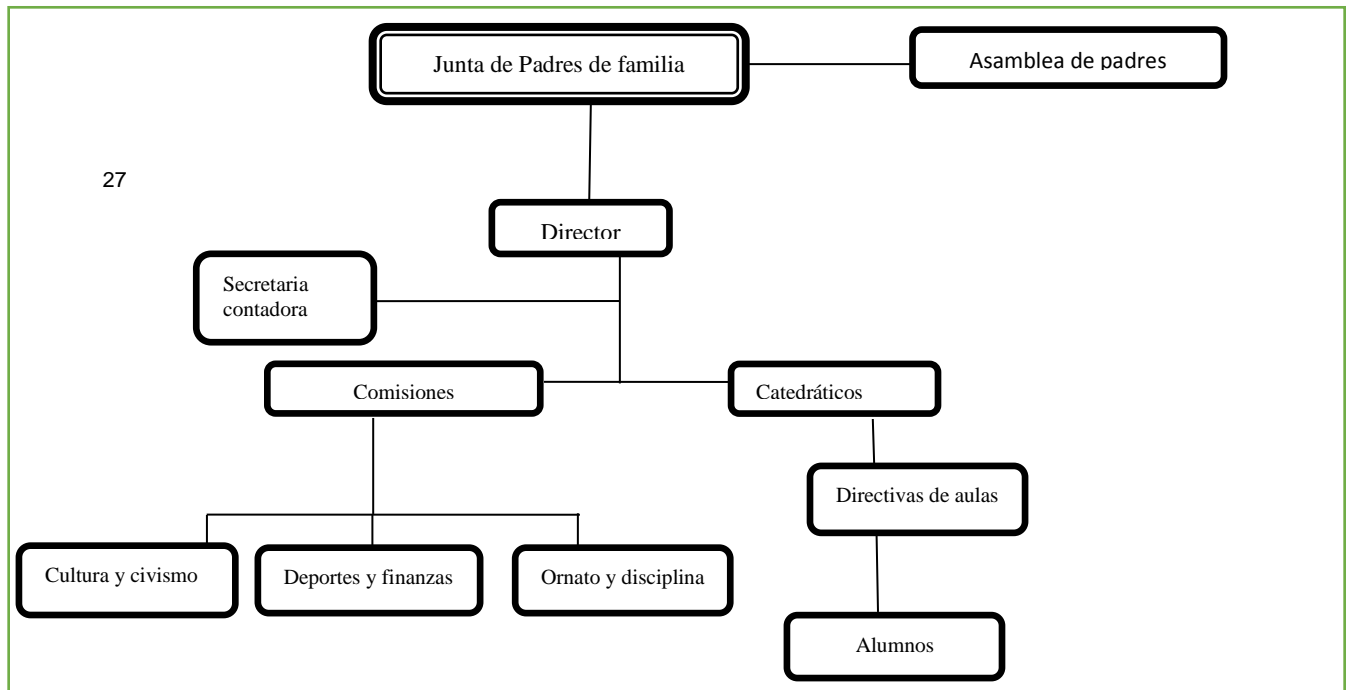 Junta de Padres de familia
Asamblea de padres
27
Director
Secretaria
contadora
Comisiones
Catedráticos
Directivas de aulas
Cultura y civismo
Deportes y finanzas
Ornato y disciplina
Alumnos